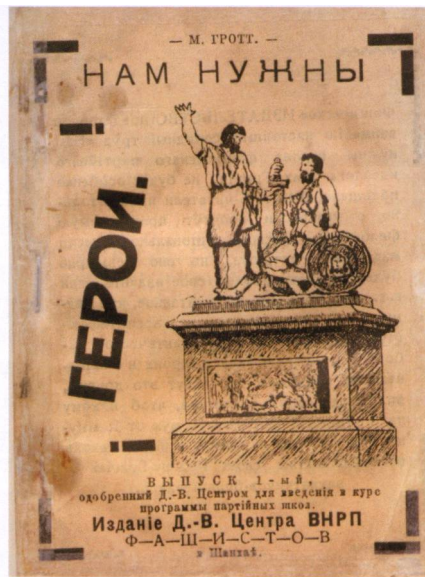 — М. ГРОТТ. —
НАМ НУЖНЫ
ГЕРОИ.
ВЫПУСК 1-ый,
одобренный Д.-В. Центром для введенія в курс
программы партійных школ.
Изданіе Д.-В. Центра ВНРП
Ф—А—Ш—И—С—Т—О—В
в Шанхаѣ.